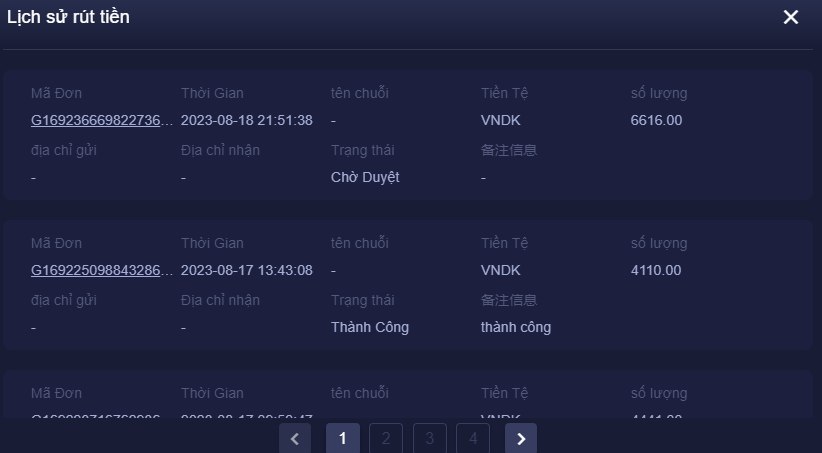 Lịch sử rút tiền
Mã Đơn Thời Gian tên chuỗi Tiền Tệ số lượng
G169236669822736... 2023-08-18 21:51:38 - VNDK 6616.00
địa chỉ gửi Địa chỉ nhận Trạng thái 备注信息
- - Chờ Duyệt -
Mã Đơn Thời Gian tên chuỗi Tiền Tệ số lượng
G169225098843286... 2023-08-17 13:43:08 - VNDK 4110.00
địa chỉ gửi Địa chỉ nhận Trạng thái 备注信息
- - Thành Công thành công
Mã Đơn Thời Gian tên chuỗi Tiền Tệ số lượng
VNDK
1 2 3 4